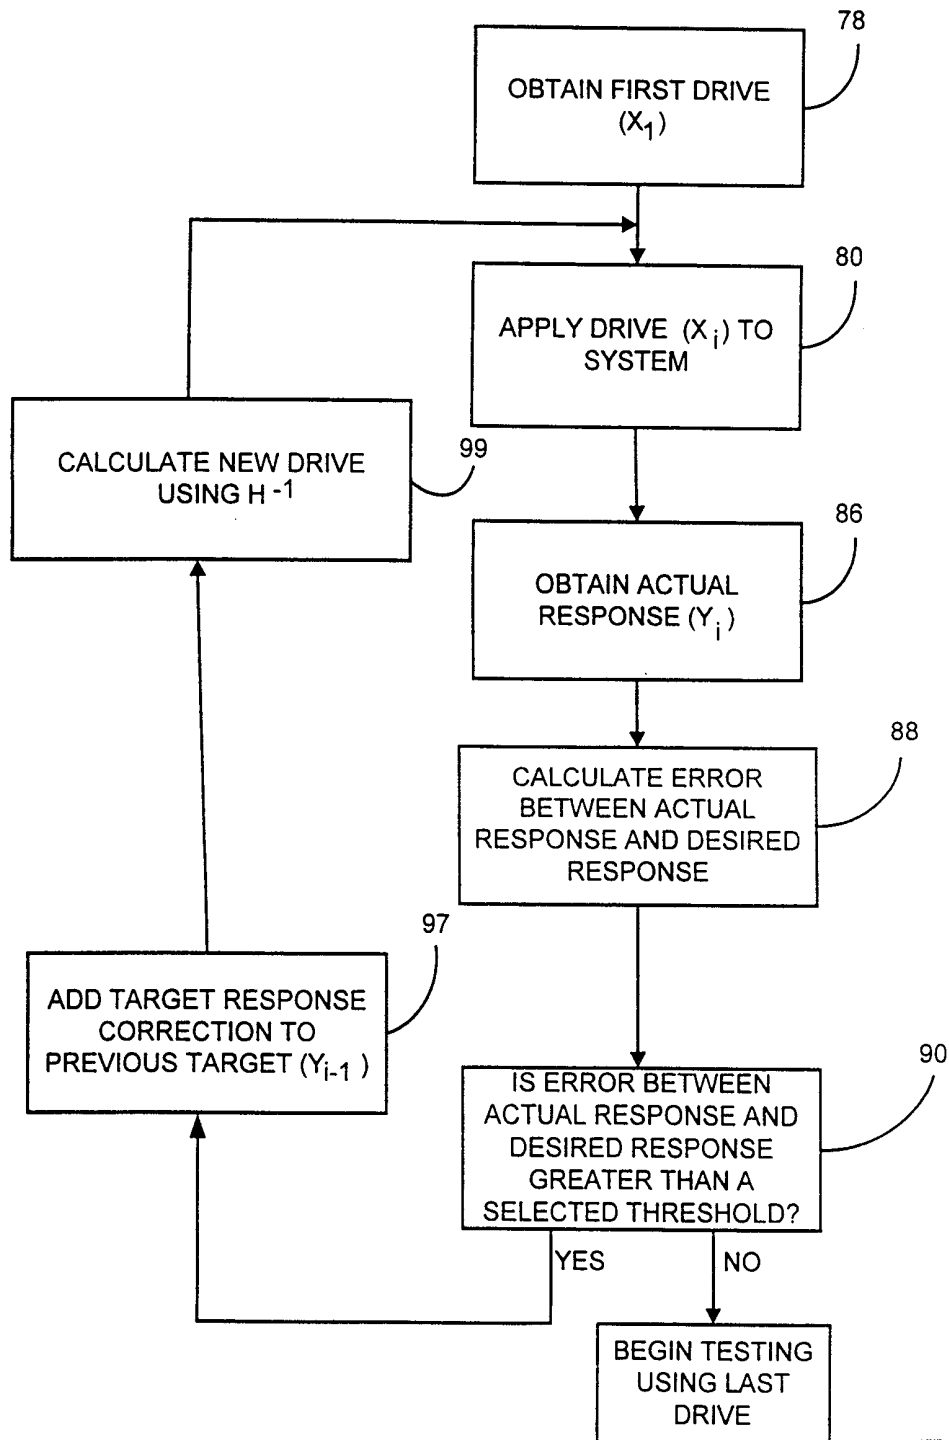 78
OBTAIN FIRST DRIVE
(X1)
80
APPLY DRIVE (Xi) TO
SYSTEM
CALCULATE NEW DRIVE
USING H -1
99
86
OBTAIN ACTUAL
RESPONSE (Yi)
88
CALCULATE ERROR
BETWEEN ACTUAL
RESPONSE AND DESIRED
RESPONSE
97
ADD TARGET RESPONSE
CORRECTION TO
PREVIOUS TARGET (Yi-1)
90
IS ERROR BETWEEN
ACTUAL RESPONSE AND
DESIRED RESPONSE
GREATER THAN A
SELECTED THRESHOLD?
YES
NO
BEGIN TESTING
USING LAST
DRIVE